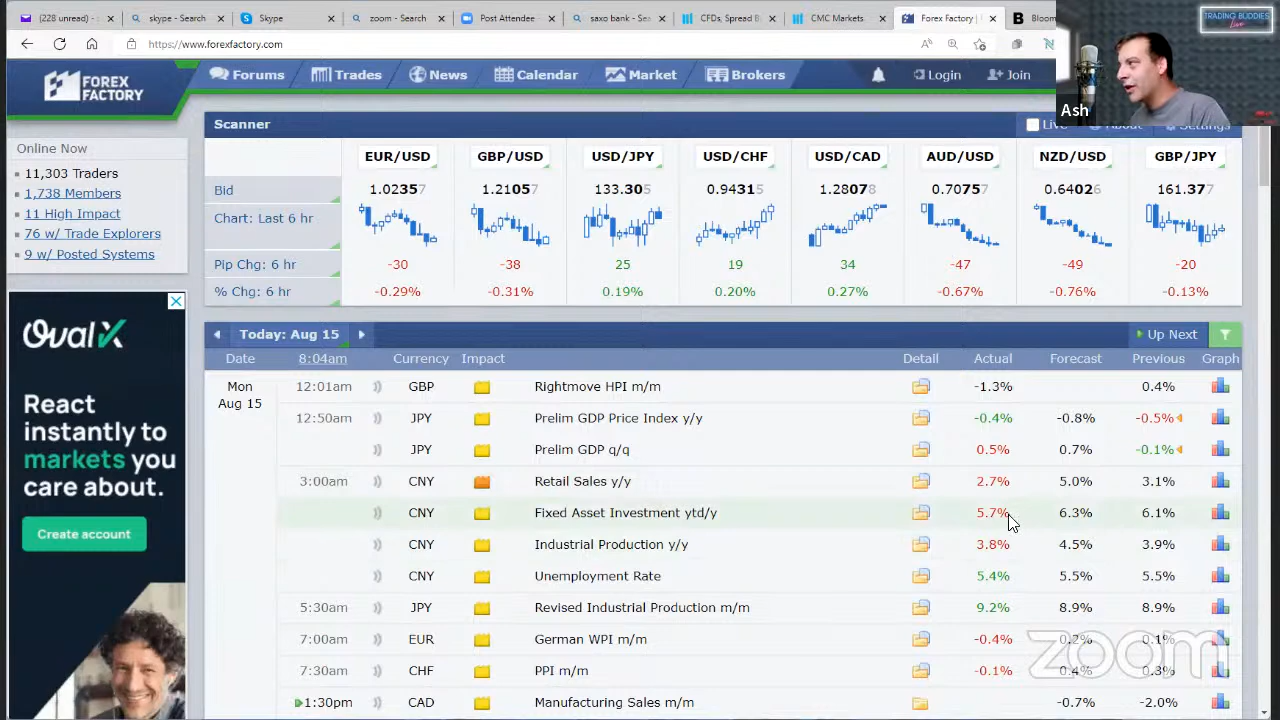 (228 unread) -
skype - Search
Skype
zoom - Search
Post Attendee
saxo bank - Sea
CFDs, Spread B
CMC Markets
Forex Factory |
Bloom
https://www.forexfactory.com
TRADING BUDDIES
Live
Ash
FOREX
FACTORY
Forums
Trades
News
Calendar
Market
Brokers
Login
Join
Online Now
11,303 Traders
1,738 Members
11 High Impact
76 w/ Trade Explorers
9 w/ Posted Systems
Scanner
Live
About
Settings
EUR/USD GBP/USD USD/JPY USD/CHF USD/CAD AUD/USD NZD/USD GBP/JPY
Bid 1.02357 1.21057 133.305 0.94315 1.28078 0.70757 0.64026 161.377
Chart: Last 6 hr
Pip Chg: 6 hr -30 -38 25 19 34 -47 -49 -20
% Chg: 6 hr -0.29% -0.31% 0.19% 0.20% 0.27% -0.67% -0.76% -0.13%
OvalX
React
instantly to
markets you
care about.
Create account
Today: Aug 15 Up Next
Date 8:04am Currency Impact Detail Actual Forecast Previous Graph
Mon
Aug 15
12:01am GBP Rightmove HPI m/m -1.3% 0.4%
12:50am JPY Prelim GDP Price Index y/y -0.4% -0.8% -0.5%
JPY Prelim GDP q/q 0.5% 0.7% -0.1%
3:00am CNY Retail Sales y/y 2.7% 5.0% 3.1%
CNY Fixed Asset Investment ytd/y 5.7% 6.3% 6.1%
CNY Industrial Production y/y 3.8% 4.5% 3.9%
CNY Unemployment Rate 5.4% 5.5% 5.5%
5:30am JPY Revised Industrial Production m/m 9.2% 8.9% 8.9%
7:00am EUR German WPI m/m -0.4% 0.2% 0.1%
7:30am CHF PPI m/m -0.1% 0.4% 0.3%
1:30pm CAD Manufacturing Sales m/m -0.7% -2.0%
zoom